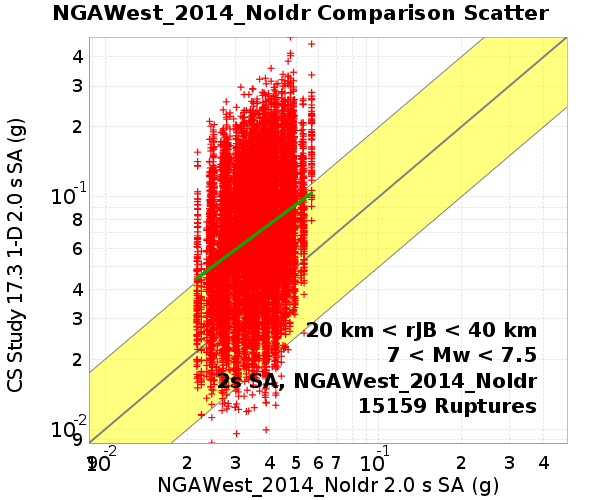 NGAWest_2014_NoIdr Comparison Scatter
CS Study 17.3 1-D 2.0 s SA (g)
4
3
2
10^-1
8
6
4
3
2
10^-2
9
20 km < rJB < 40 km
7 < Mw < 7.5
2s SA, NGAWest_2014_NoIdr
15159 Ruptures
9 10^-2 2 3 4 5 6 7 10^-1 2 3 4
NGAWest_2014_NoIdr 2.0 s SA (g)